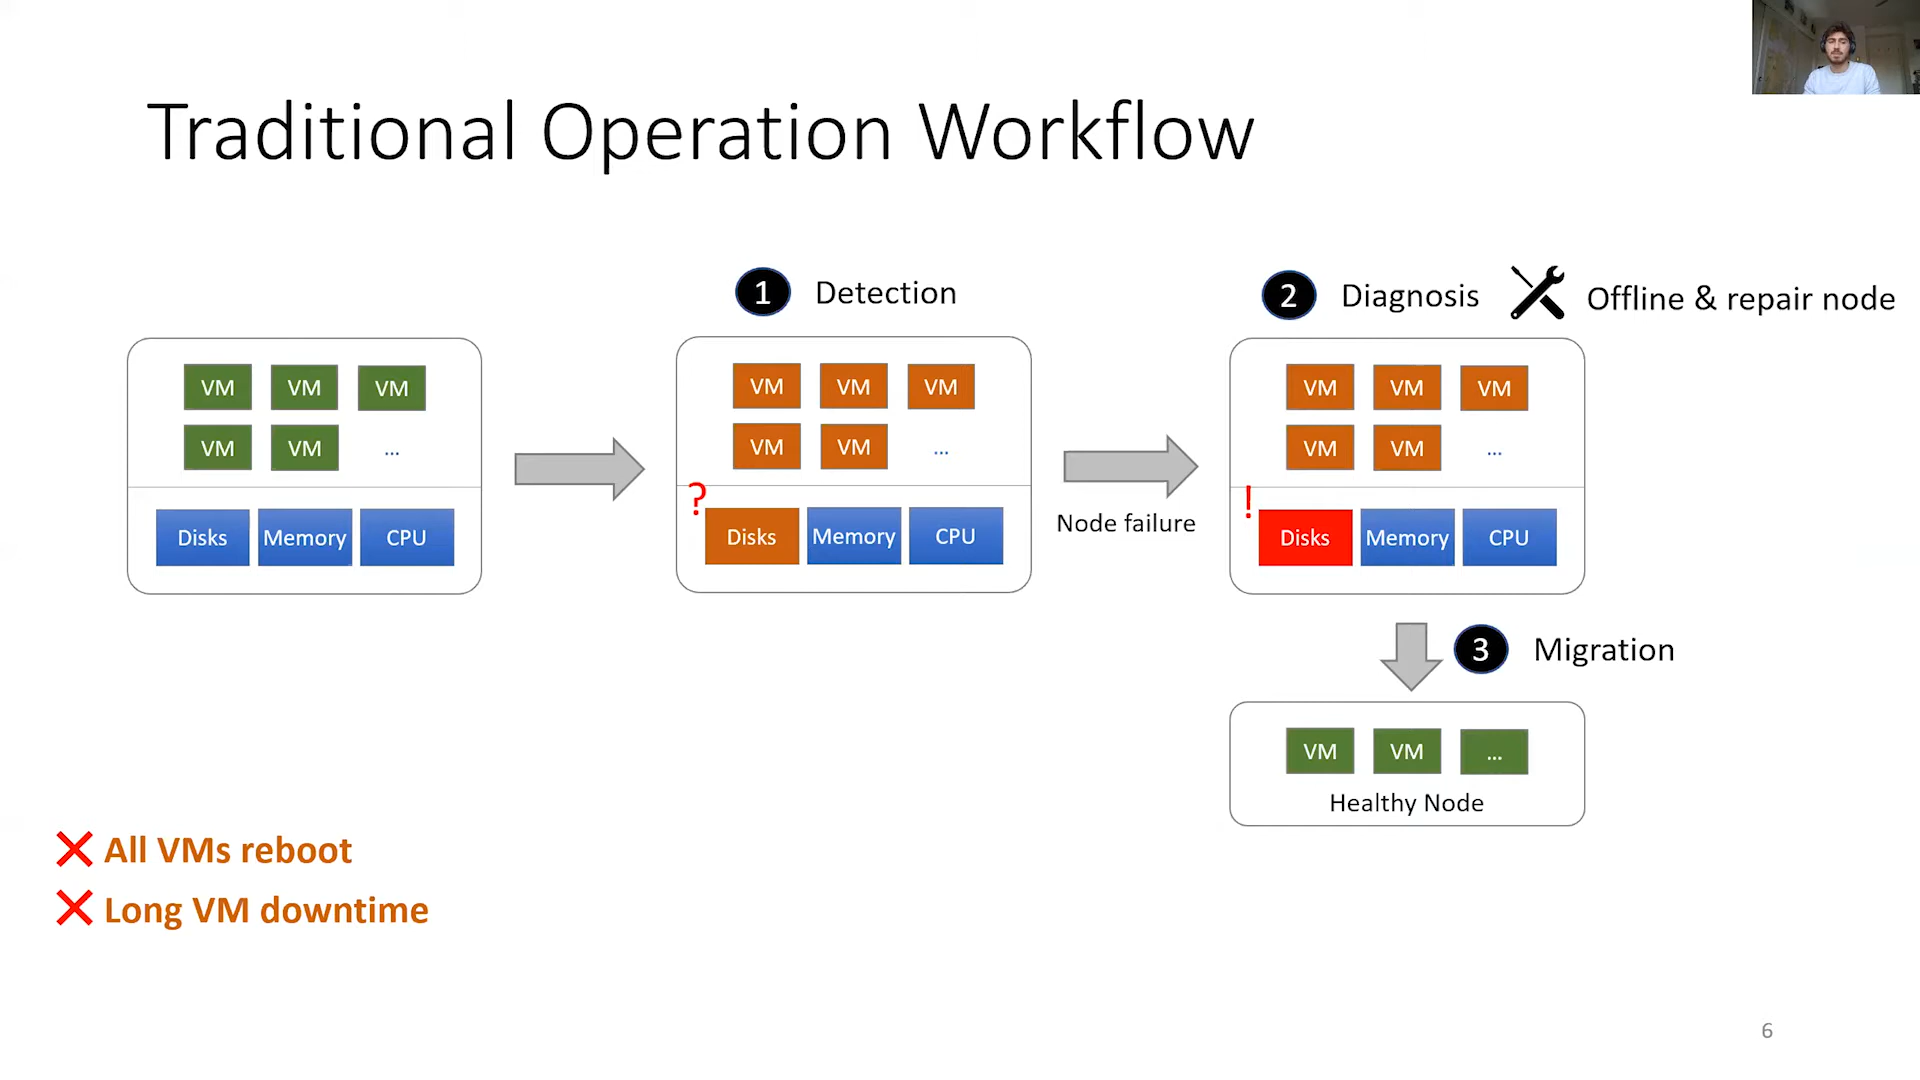 Traditional Operation Workflow
1 Detection
2 Diagnosis
Offline & repair node
VM VM VM
VM VM ...
Disks Memory CPU
VM VM VM
VM VM ...
?
Disks Memory CPU
Node failure
VM VM VM
VM VM ...
!
Disks Memory CPU
3 Migration
VM VM ...
Healthy Node
All VMs reboot
Long VM downtime
6